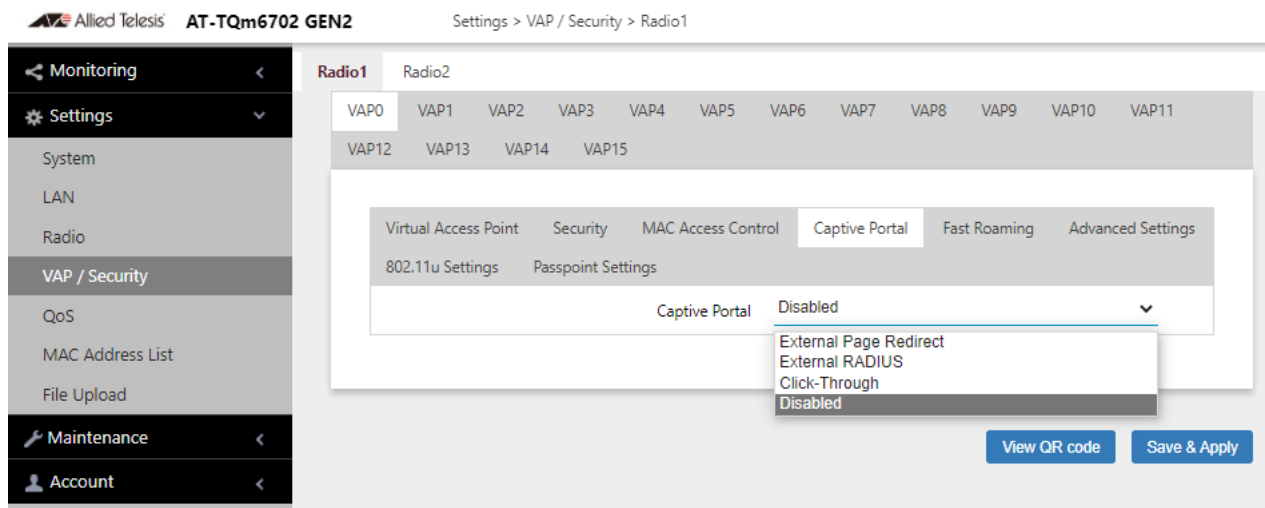 Allied Telesis AT-TQm6702 GEN2 Settings > VAP / Security > Radio1
Monitoring
Settings
System
LAN
Radio
VAP / Security
QoS
MAC Address List
File Upload
Maintenance
Account
Radio1 Radio2
VAP0 VAP1 VAP2 VAP3 VAP4 VAP5 VAP6 VAP7 VAP8 VAP9 VAP10 VAP11
VAP12 VAP13 VAP14 VAP15
Virtual Access Point Security MAC Access Control Captive Portal Fast Roaming Advanced Settings
802.11u Settings Passpoint Settings
Captive Portal Disabled
External Page Redirect
External RADIUS
Click-Through
Disabled
View QR code Save & Apply